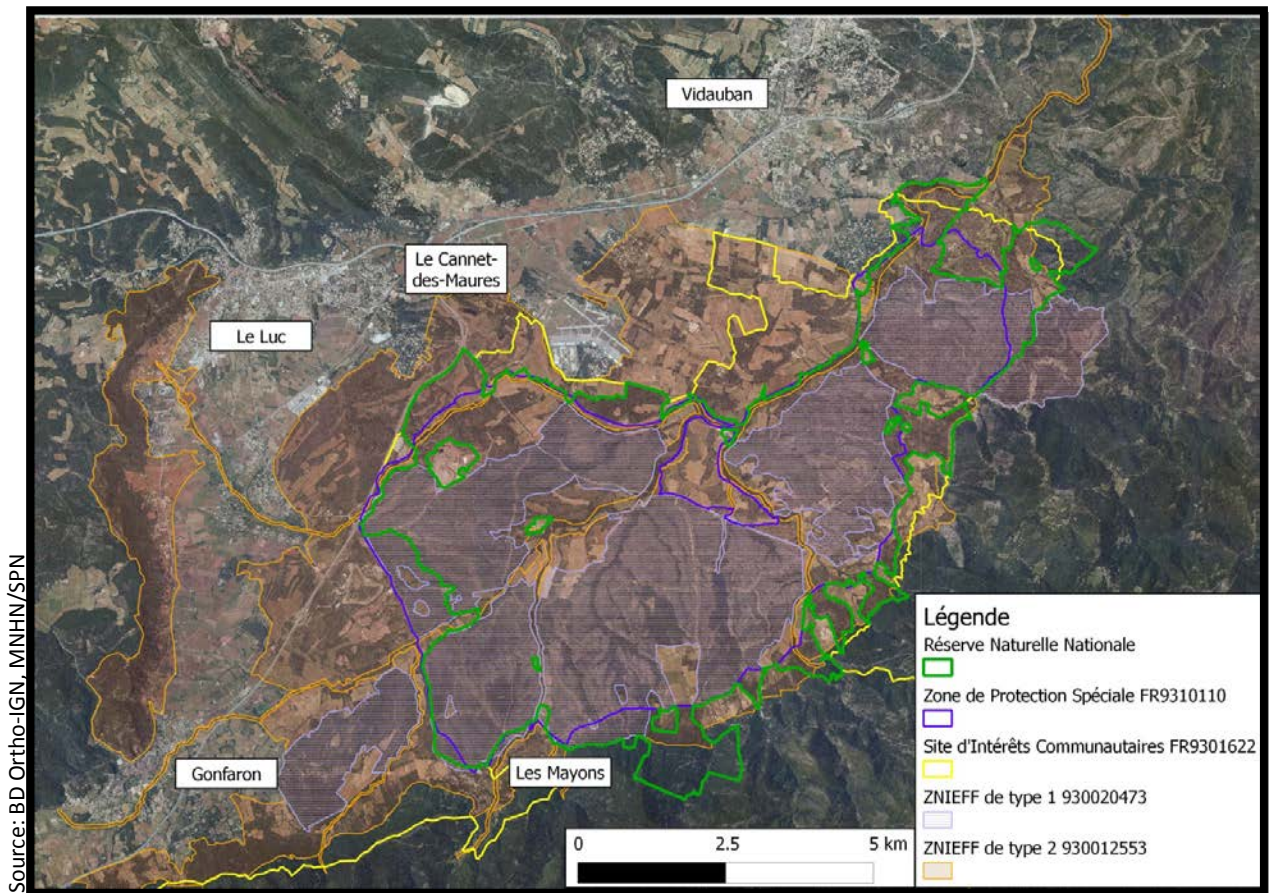 Vidauban
Le Cannet-
des-Maures
Le Luc
Gonfaron
Les Mayons
0 2.5 5 km
Légende
Réserve Naturelle Nationale
Zone de Protection Spéciale FR9310110
Site d'Intérêts Communautaires FR9301622
ZNIEFF de type 1 930020473
ZNIEFF de type 2 930012553
Source: BD Ortho-IGN, MNHN/SPN